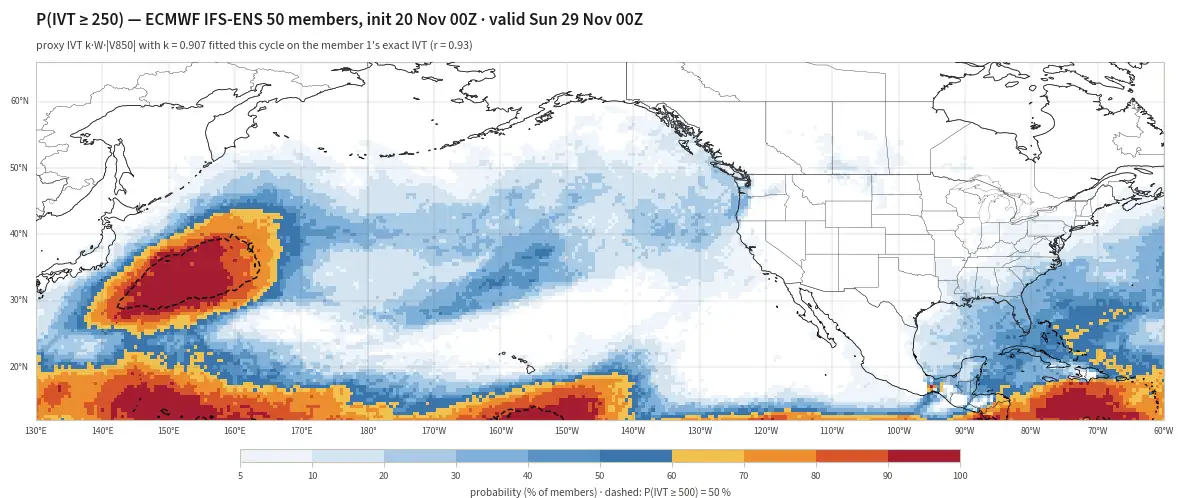 P(IVT ≥ 250) — ECMWF IFS-ENS 50 members, init 20 Nov 00Z · valid Sun 29 Nov 00Z
proxy IVT k·W·|V850| with k = 0.907 fitted this cycle on the member 1's exact IVT (r = 0.93)
60°N
50°N
40°N
30°N
20°N
130°E 140°E 150°E 160°E 170°E 180° 170°W 160°W 150°W 140°W 130°W 120°W 110°W 100°W 90°W 80°W 70°W 60°W
5 10 20 30 40 50 60 70 80 90 100
probability (% of members) · dashed: P(IVT ≥ 500) = 50 %